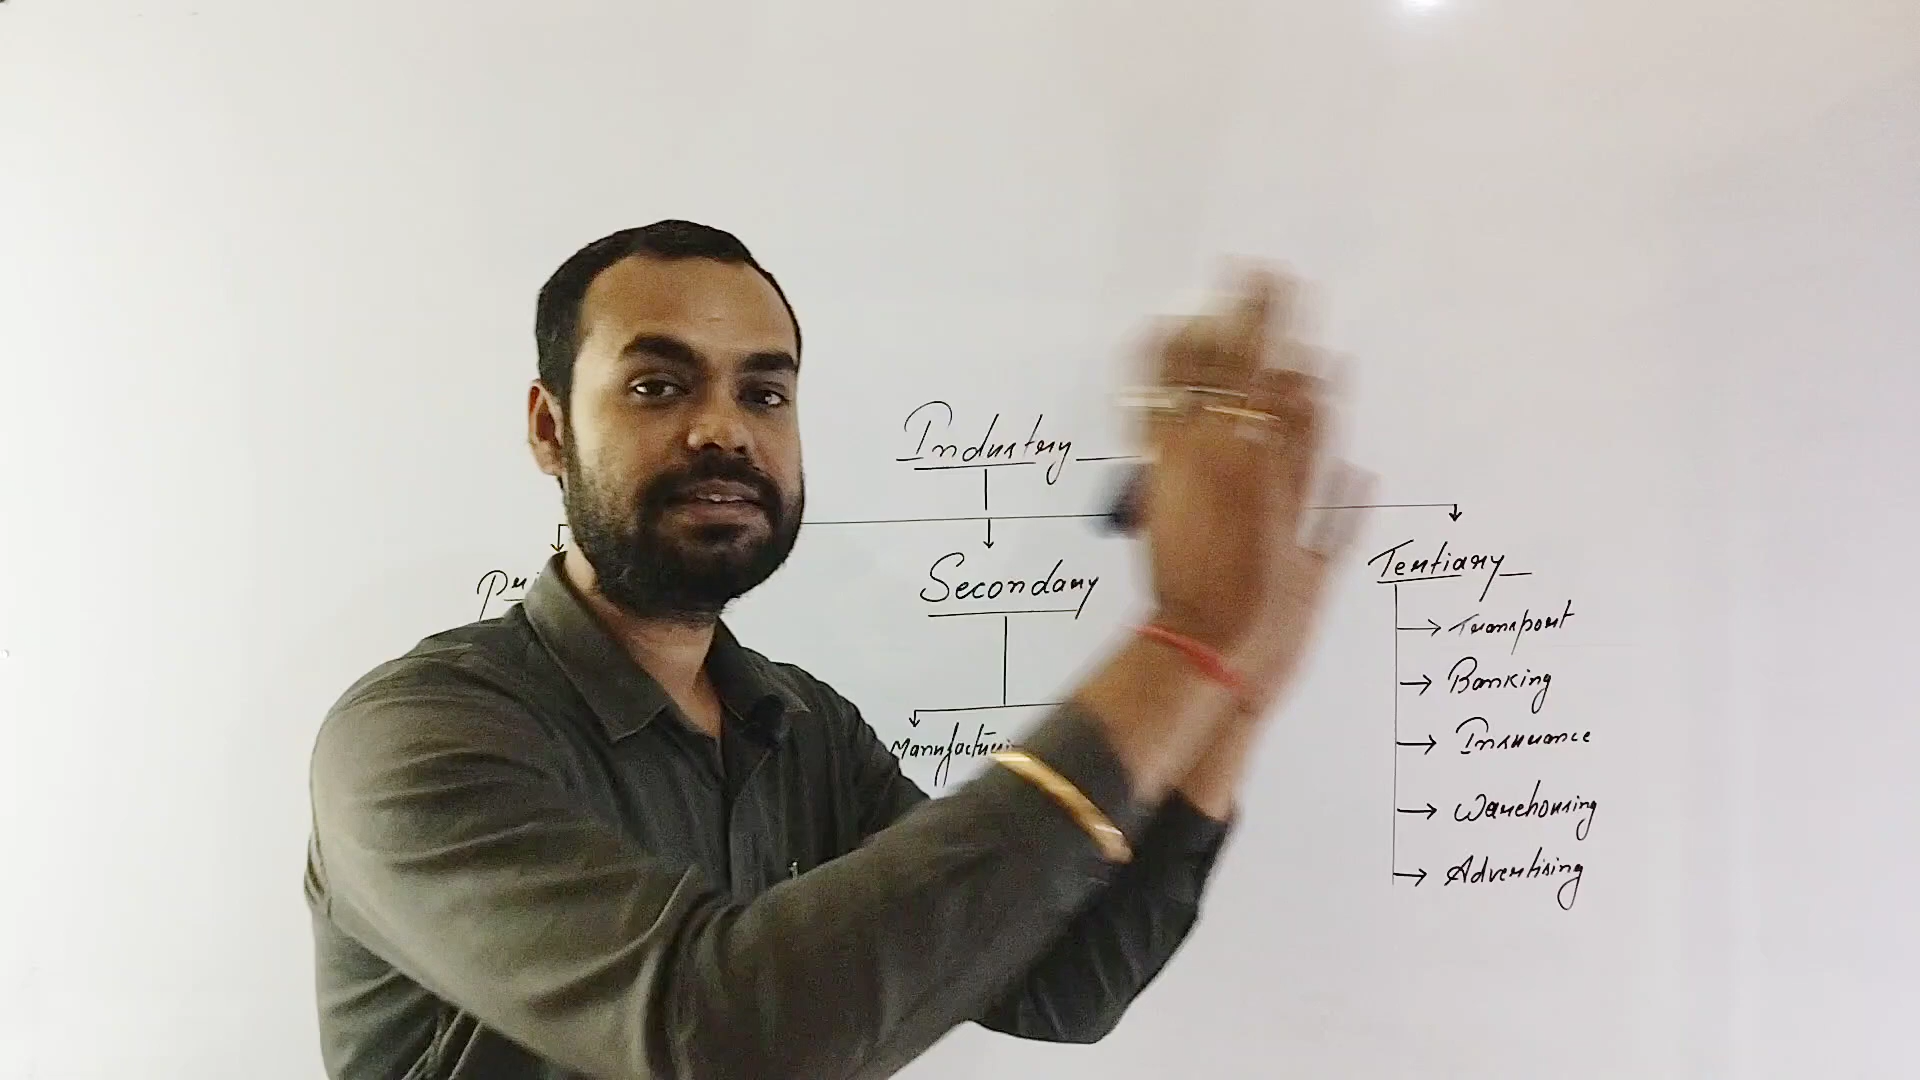 Industry
Secondary
Tertiary
Transport
Banking
Insurance
Warehousing
Advertising